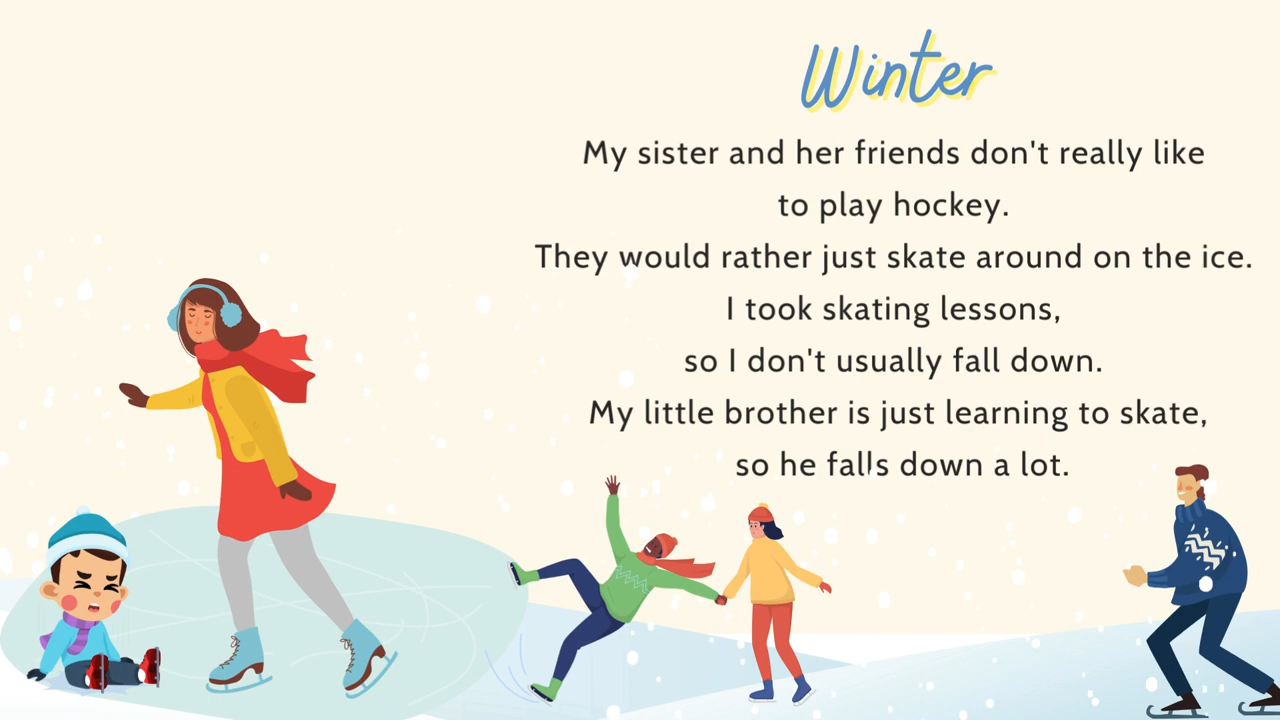 Winter
My sister and her friends don't really like
to play hockey.
They would rather just skate around on the ice.
I took skating lessons,
so I don't usually fall down.
My little brother is just learning to skate,
so he falls down a lot.